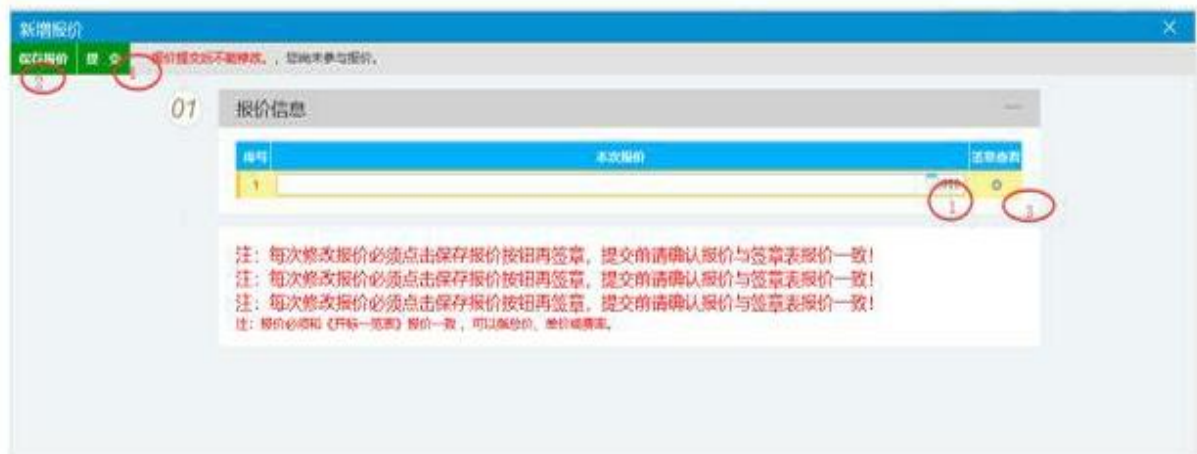 新增报价
保存报价 提 交 报价提交后不能修改。, 您尚未参与报价。
2
01 报价信息
序号 本次报价 签章查看
1
1 3
注：每次修改报价必须点击保存报价按钮再签章，提交前请确认报价与签章表报价一致！
注：每次修改报价必须点击保存报价按钮再签章，提交前请确认报价与签章表报价一致！
注：每次修改报价必须点击保存报价按钮再签章，提交前请确认报价与签章表报价一致！
注：报价必须和《开标一览表》报价一致，可以是总价、单价或费率。